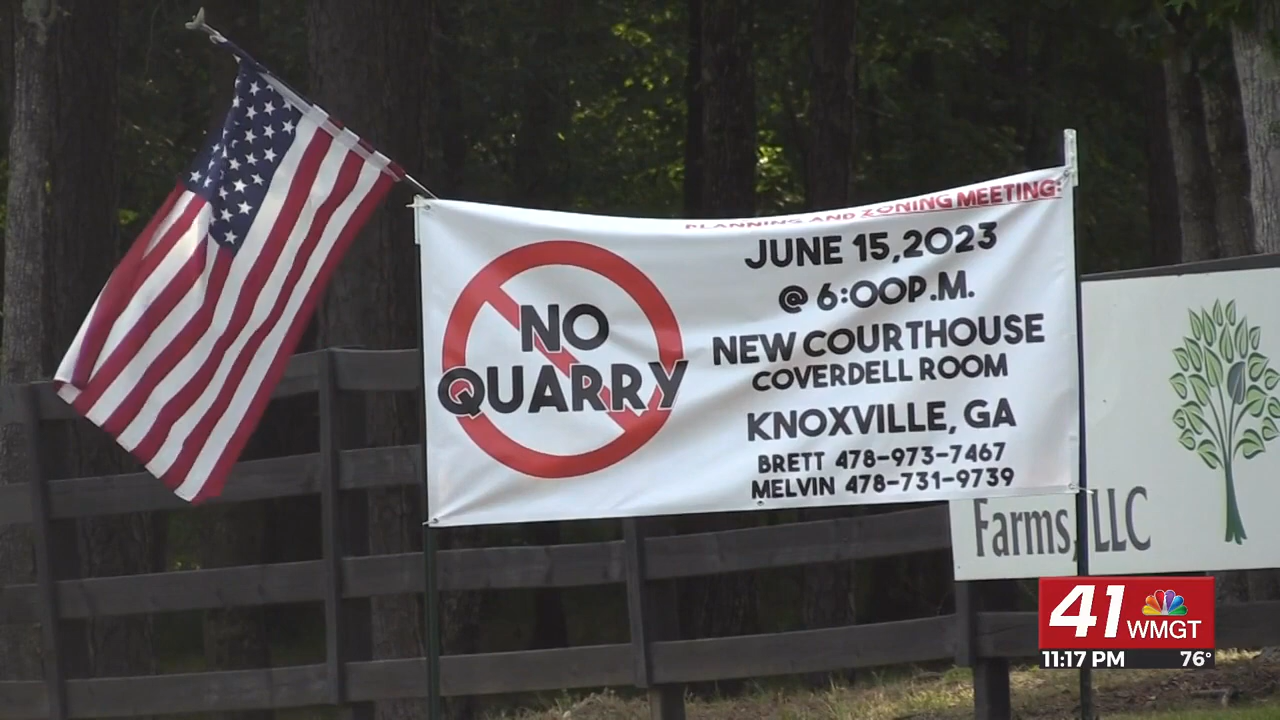 PLANNING AND ZONING MEETING:
JUNE 15,2023
@ 6:00P.M.
NO
QUARRY
NEW COURTHOUSE
COVERDELL ROOM
KNOXVILLE, GA
BRETT 478-973-7467
MELVIN 478-731-9739
Farms, LLC
41 WMGT
11:17 PM 76°